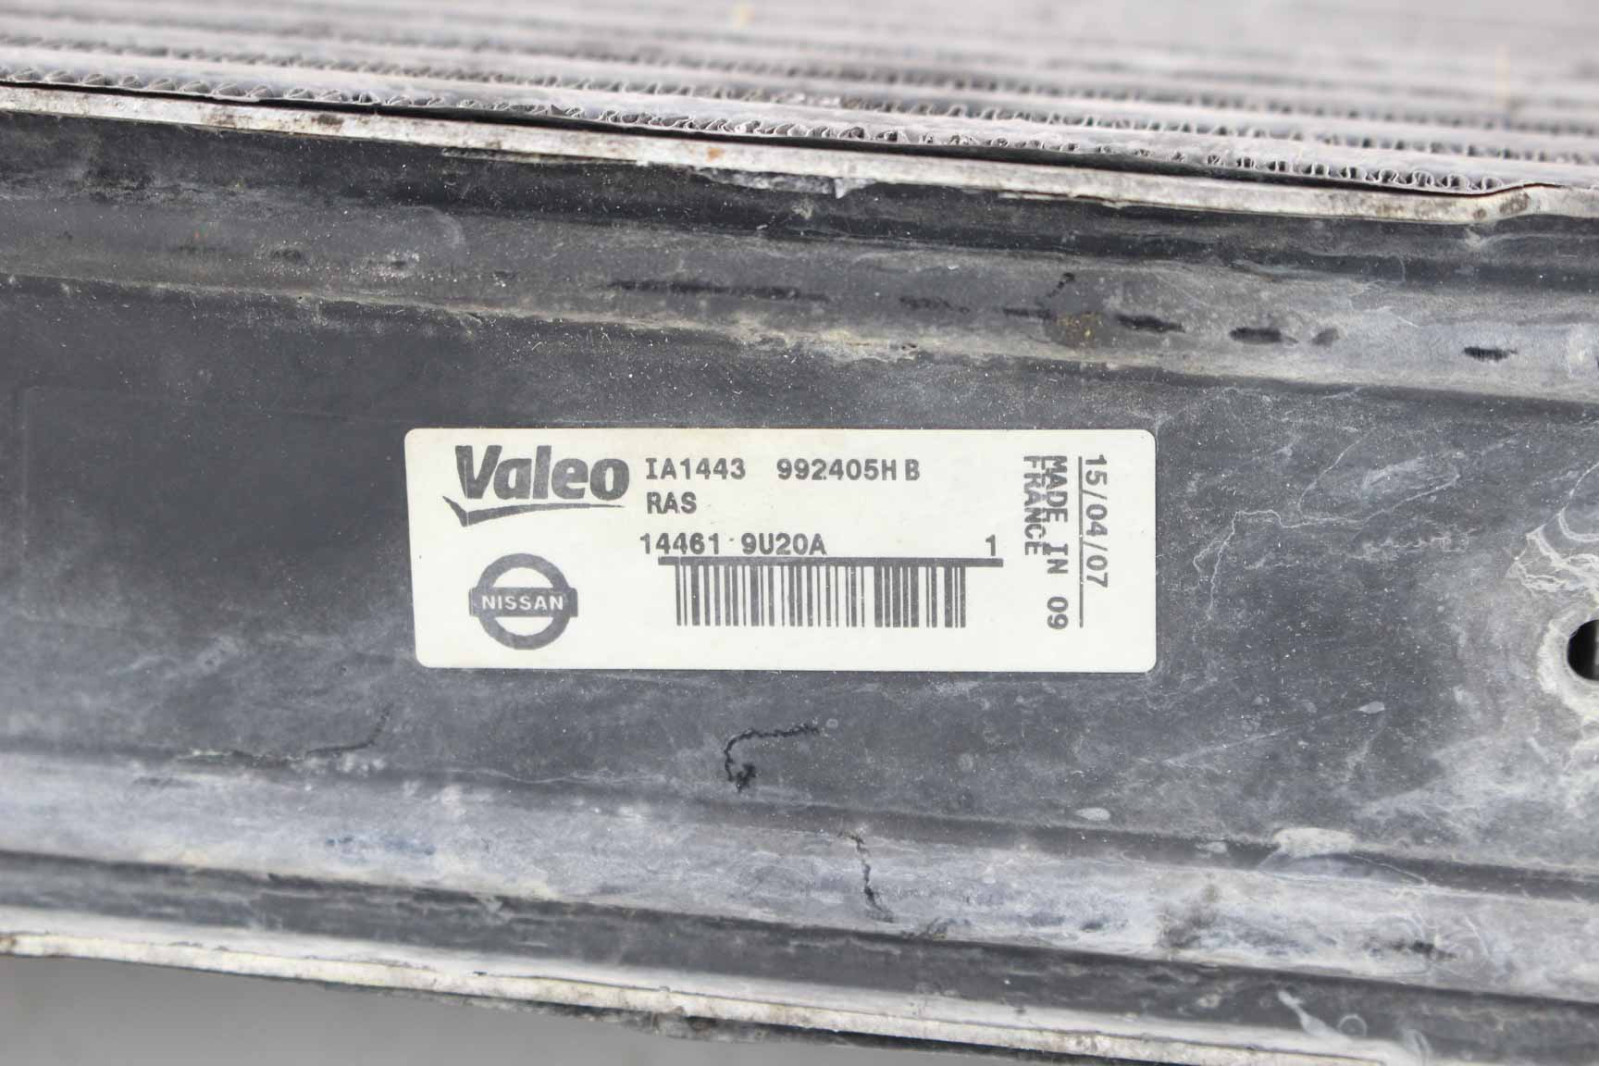 Valeo IA1443 992405H B
RAS
14461 9U20A 1
NISSAN
15/04/07
MADE IN 09
FRANCE